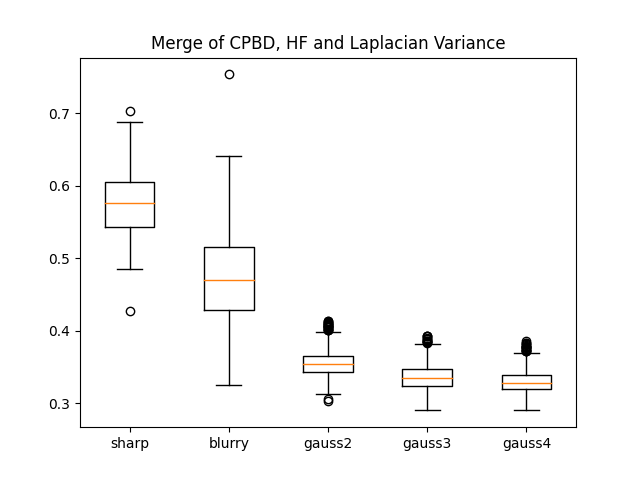 Merge of CPBD, HF and Laplacian Variance
0.7
0.6
0.5
0.4
0.3
sharp blurry gauss2 gauss3 gauss4